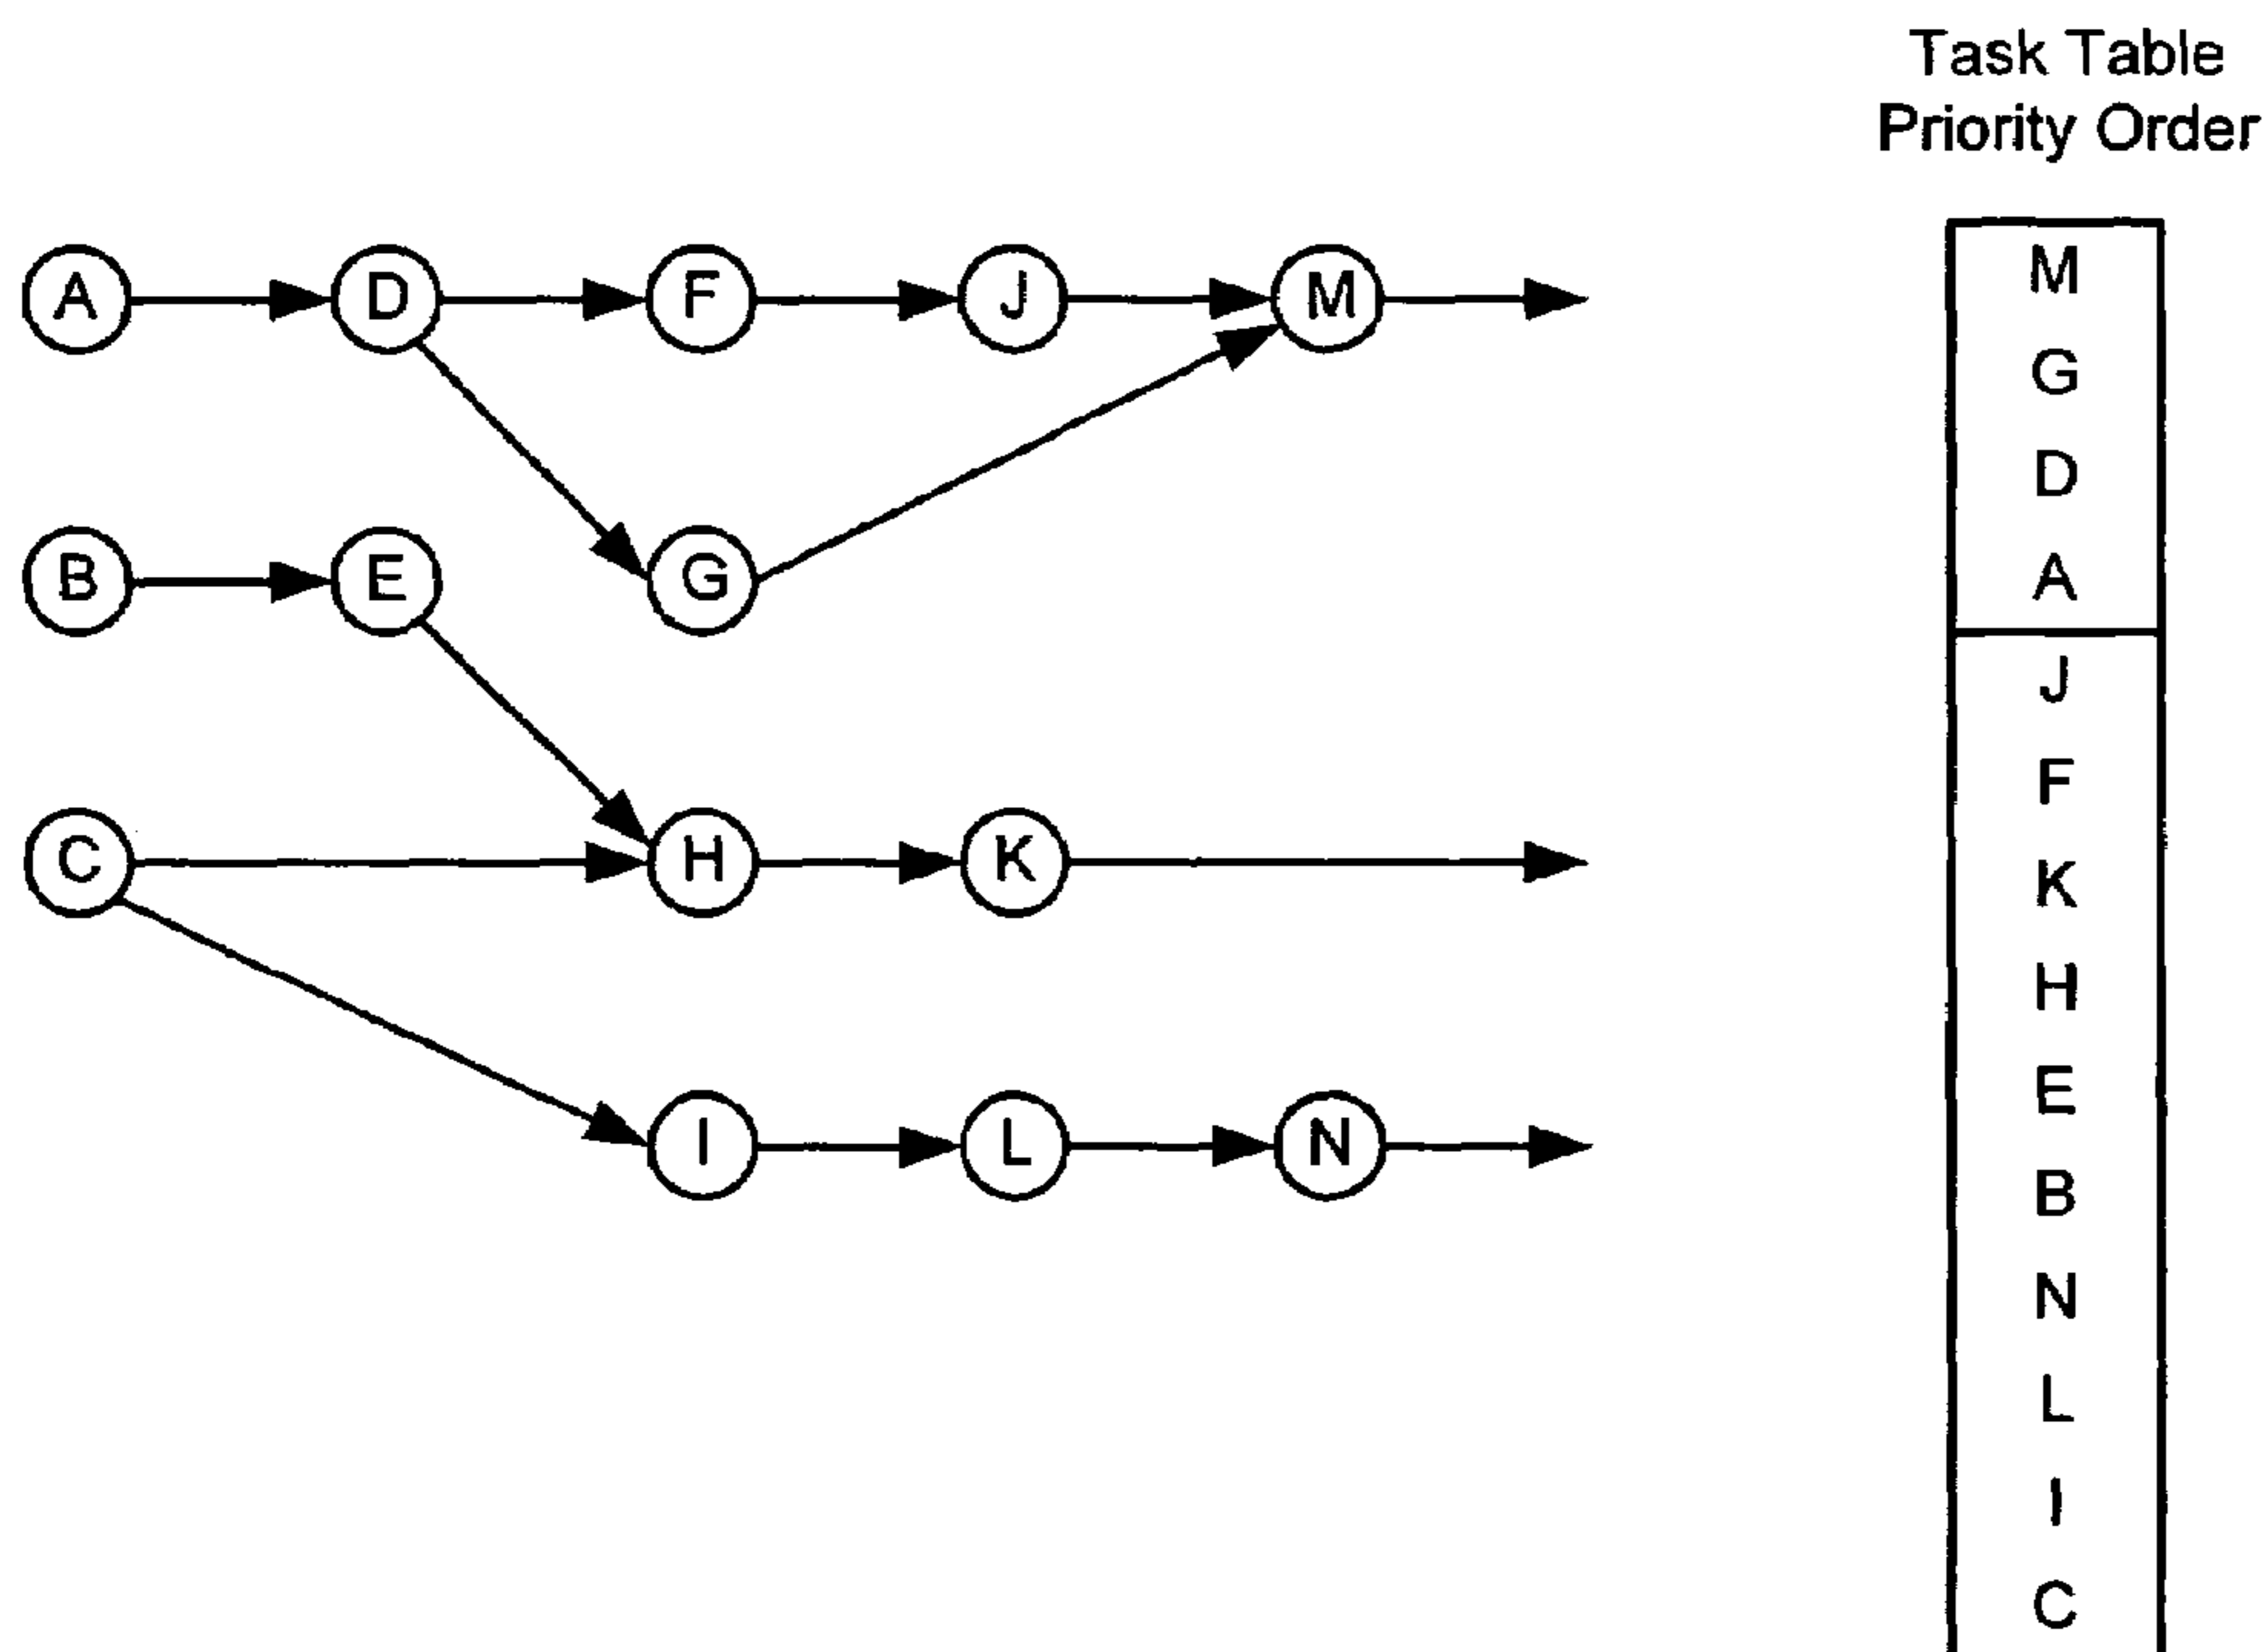 Task Table
Priority Order
A D F J M
B E G
C H K
I L N
M
G
D
A
J
F
K
H
E
B
N
L
I
C